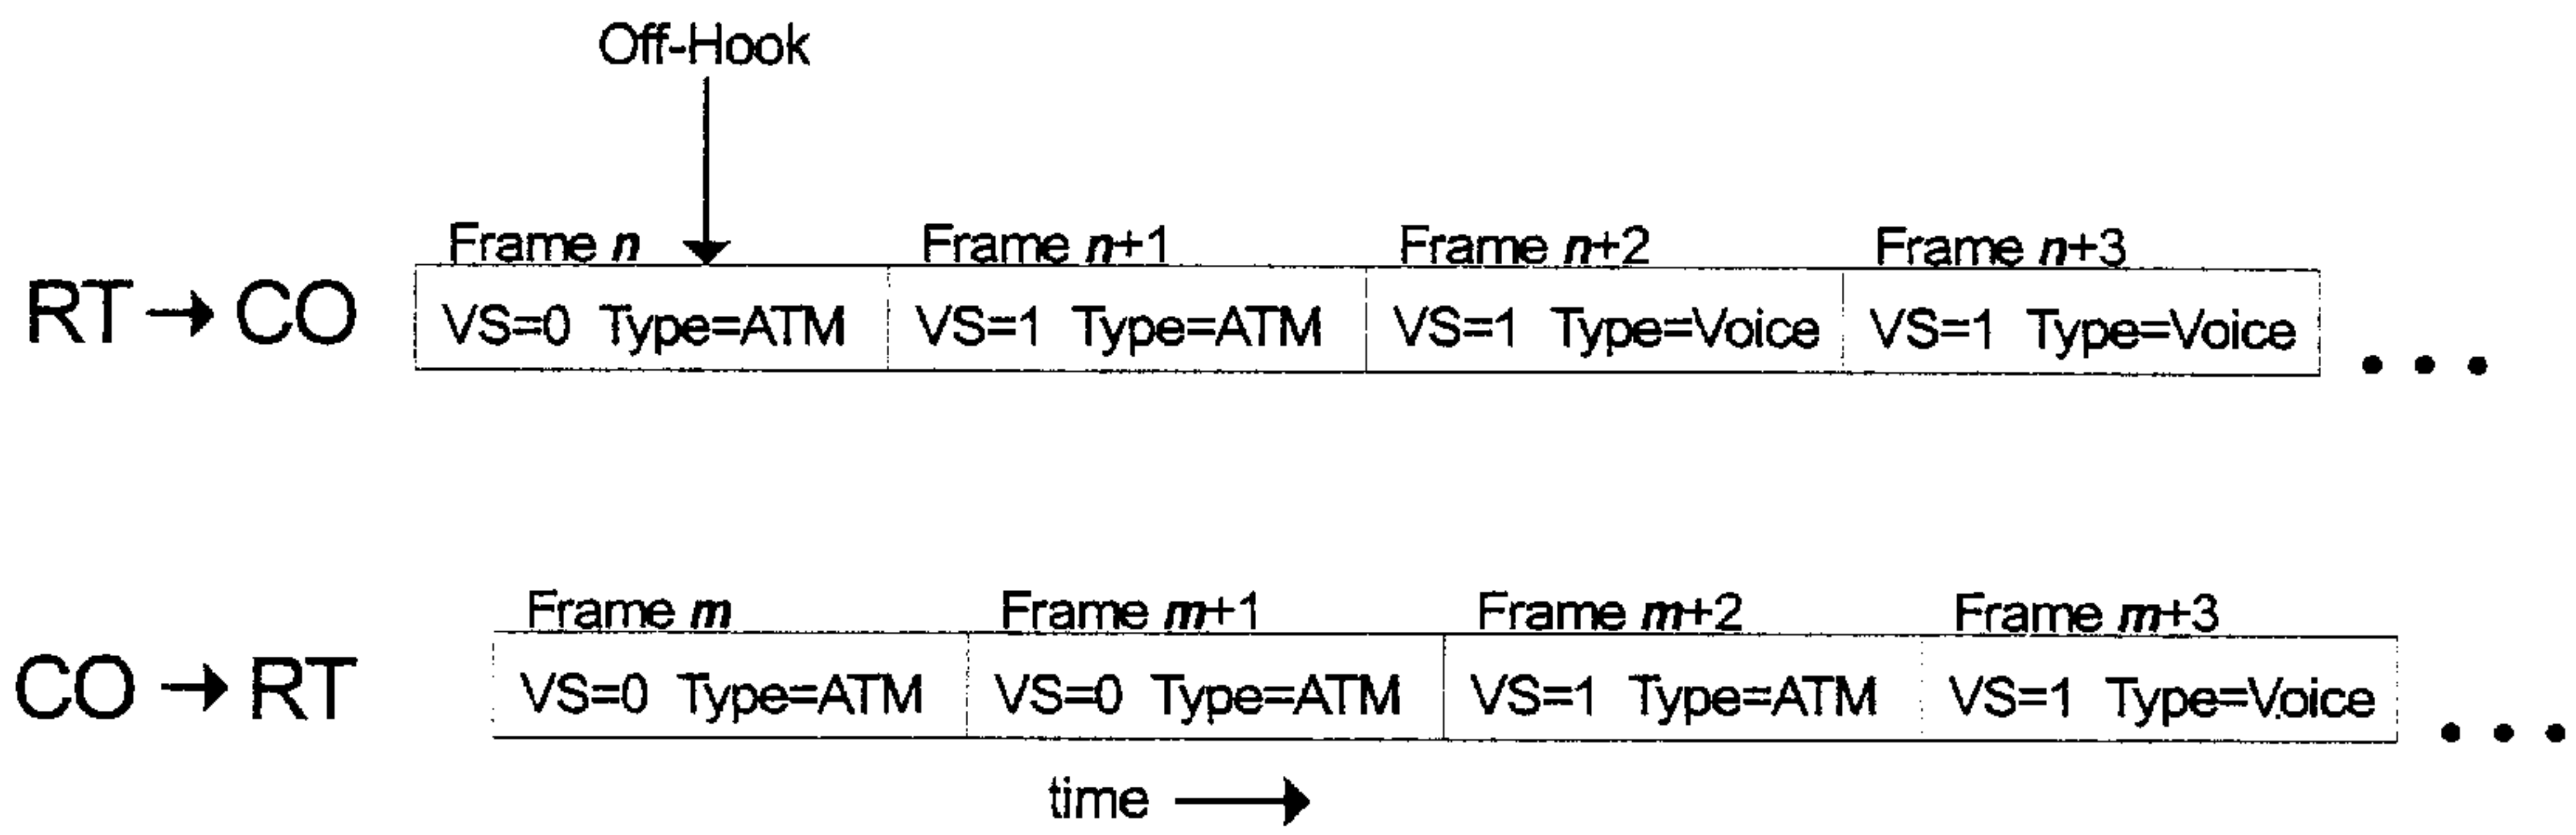 Off-Hook
Frame n Frame n+1 Frame n+2 Frame n+3
RT → CO VS=0 Type=ATM VS=1 Type=ATM VS=1 Type=Voice VS=1 Type=Voice • • •
Frame m Frame m+1 Frame m+2 Frame m+3
CO → RT VS=0 Type=ATM VS=0 Type=ATM VS=1 Type=ATM VS=1 Type=Voice • • •
time